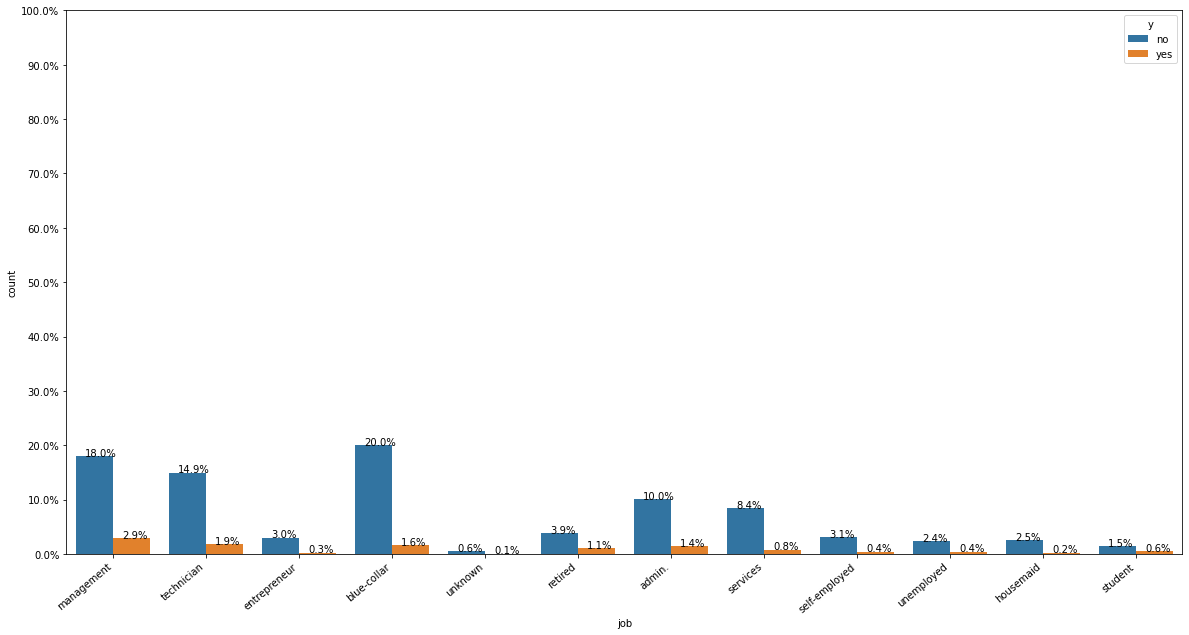 100.0%
90.0%
80.0%
70.0%
60.0%
50.0%
40.0%
30.0%
20.0%
10.0%
0.0%
count
y
no
yes
18.0%
2.9%
14.9%
1.9%
3.0%
0.3%
20.0%
1.6%
0.6%
0.1%
3.9%
1.1%
10.0%
1.4%
8.4%
0.8%
3.1%
0.4%
2.4%
0.4%
2.5%
0.2%
1.5%
0.6%
management
technician
entrepreneur
blue-collar
unknown
retired
admin.
services
self-employed
unemployed
housemaid
student
job